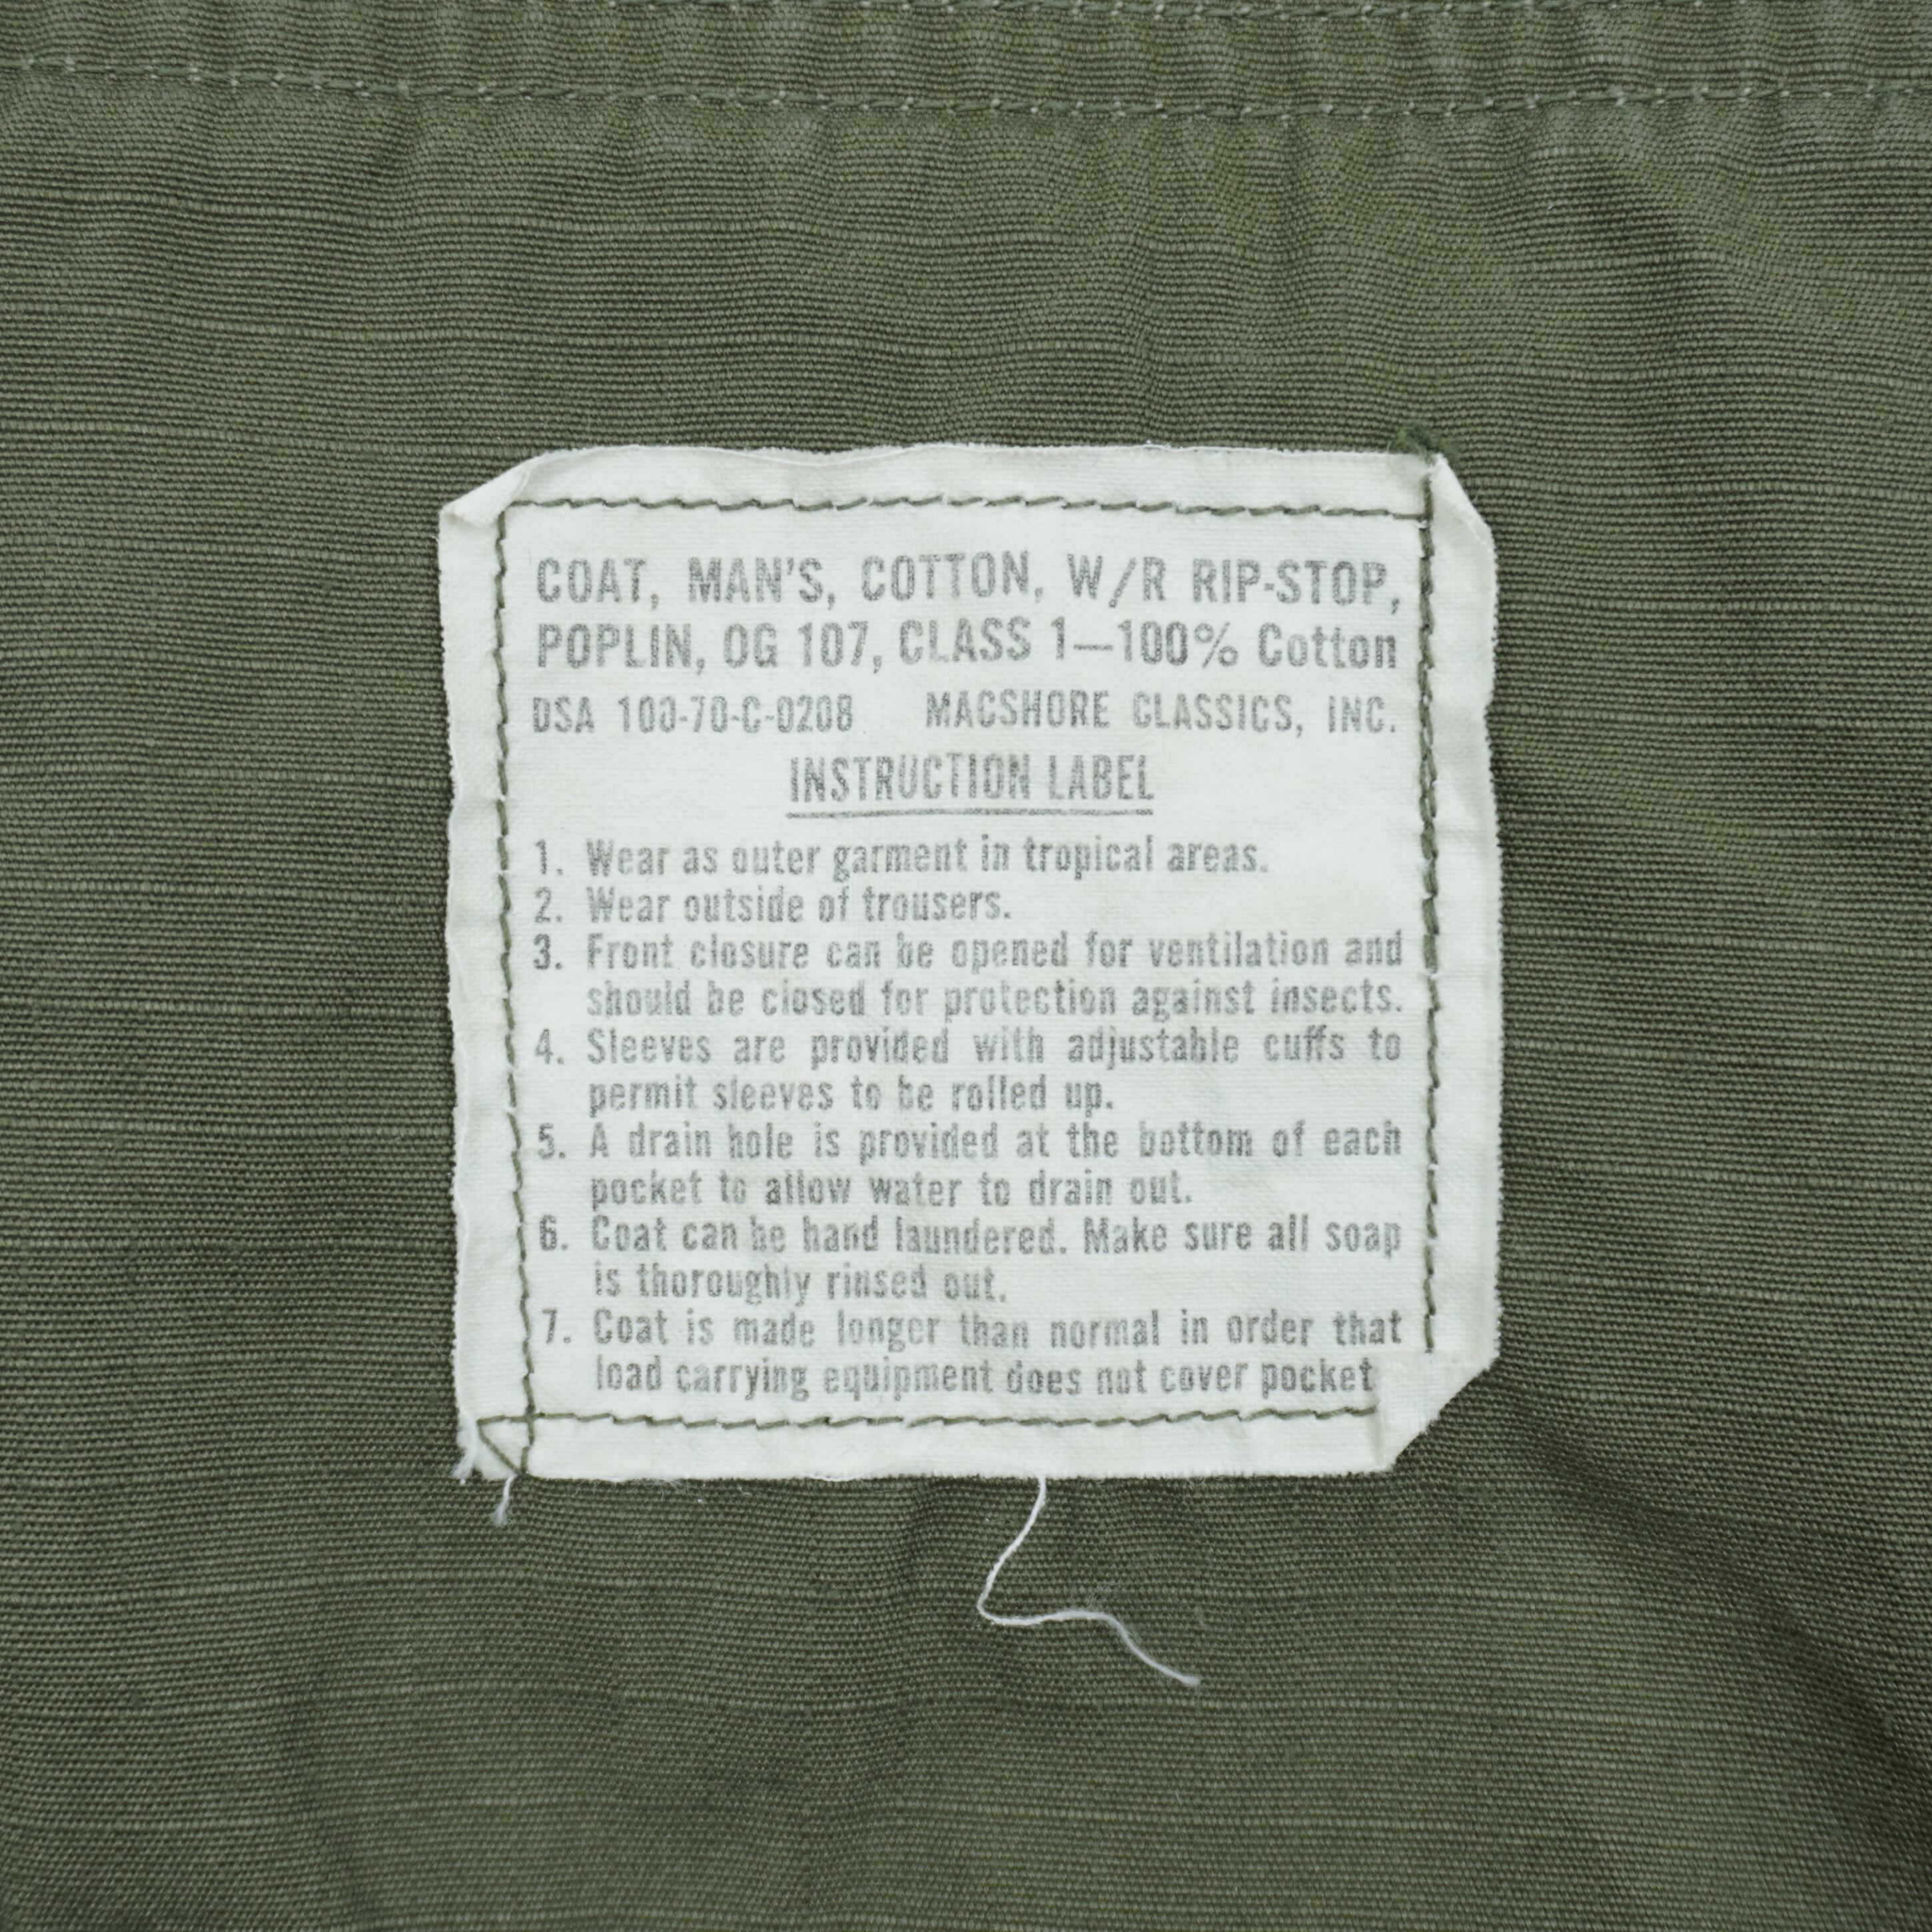 COAT, MAN'S, COTTON, W/R RIP-STOP,
POPLIN, OG 107, CLASS 1—100% Cotton
DSA 100-70-C-0208 MACSHORE CLASSICS, INC.
INSTRUCTION LABEL
1. Wear as outer garment in tropical areas.
2. Wear outside of trousers.
3. Front closure can be opened for ventilation and
should be closed for protection against insects.
4. Sleeves are provided with adjustable cuffs to
permit sleeves to be rolled up.
5. A drain hole is provided at the bottom of each
pocket to allow water to drain out.
6. Coat can be hand laundered. Make sure all soap
is thoroughly rinsed out.
7. Coat is made longer than normal in order that
load carrying equipment does not cover pocket